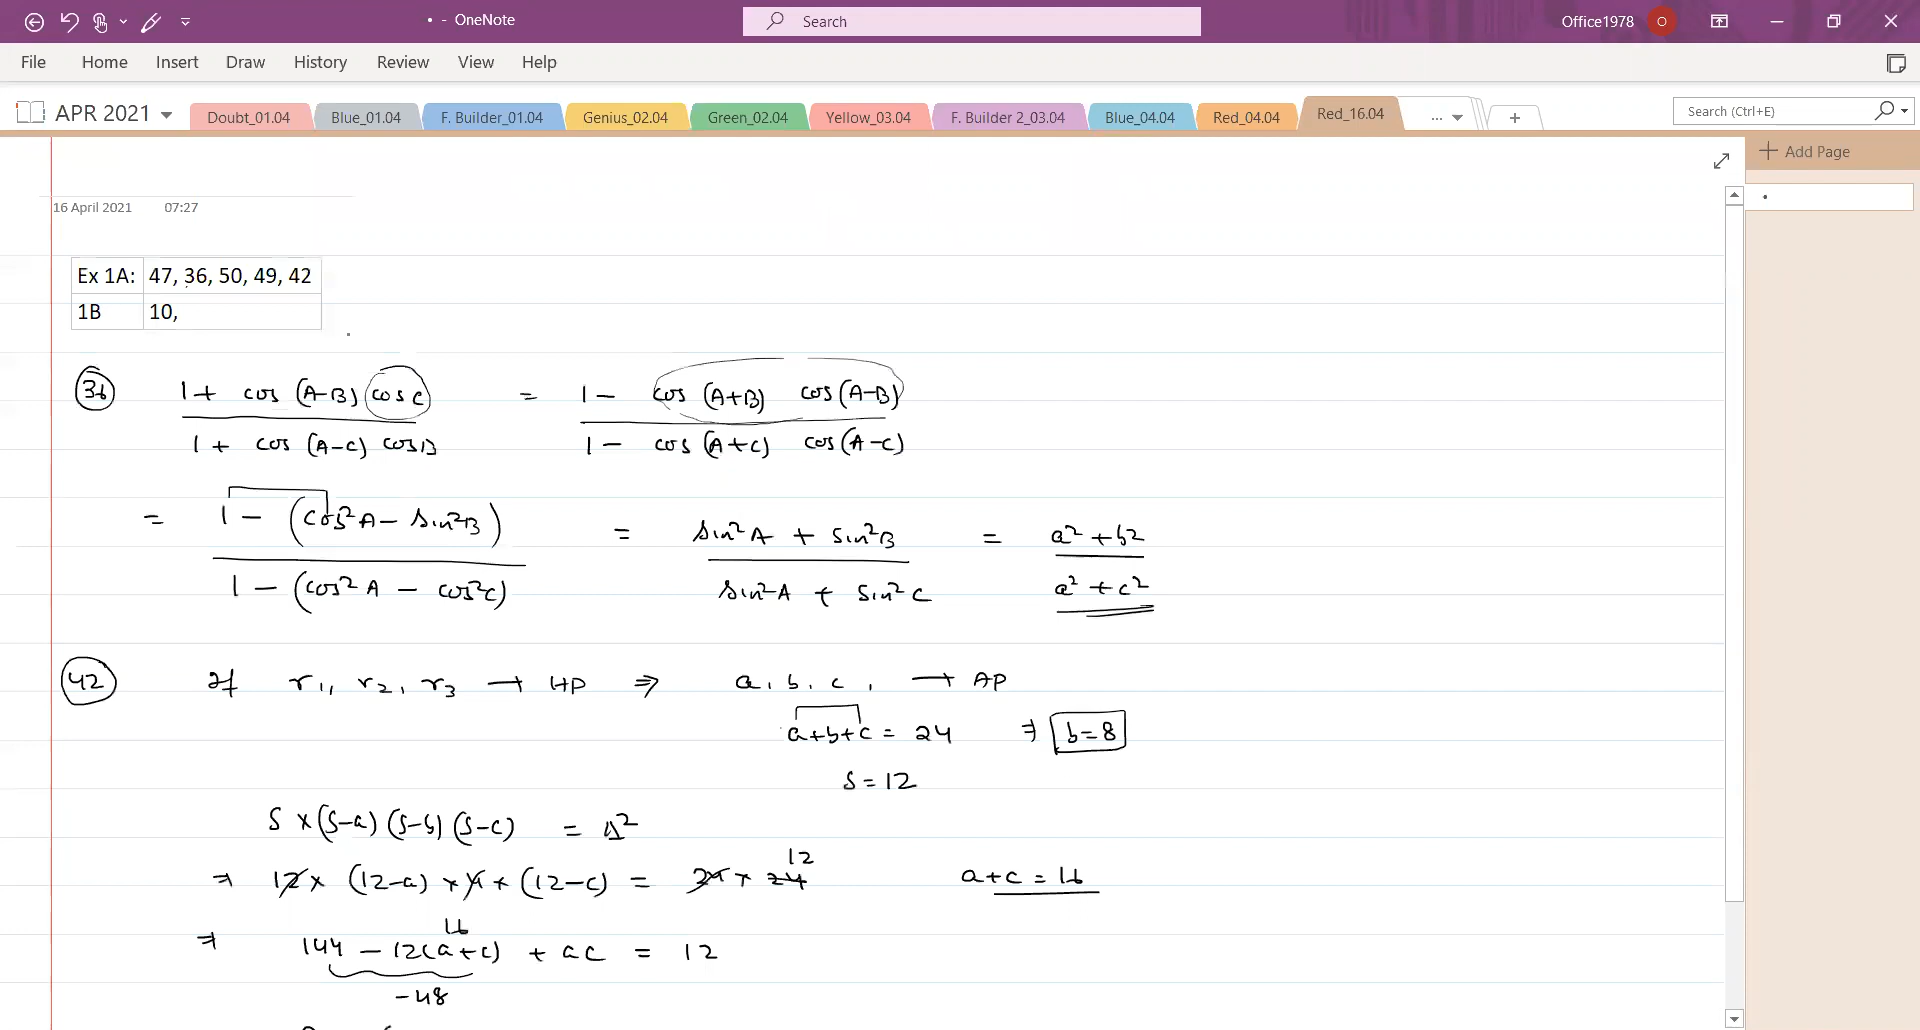 - OneNote
Search
Office1978
O
File Home Insert Draw History Review View Help
APR 2021
Doubt_01.04 Blue_01.04 F. Builder_01.04 Genius_02.04 Green_02.04 Yellow_03.04 F. Builder 2_03.04 Blue_04.04 Red_04.04 Red_16.04 ...
Search (Ctrl+E)
Add Page
16 April 2021 07:27
Ex 1A: 47, 36, 50, 49, 42
1B 10,
36 1 + cos (A-B) cos C = 1 - cos (A+B) cos (A-B)
1 + cos (A-C) cos B 1 - cos (A+C) cos (A-C)
= 1 - (cos²A - sin²B) = sin²A + sin²B = a² + b2
1 - (cos²A - cos²C) sin²A + sin²C a² + c²
42 If r1, r2, r3 → HP ⇒ a, b, c, → AP
a+b+c = 24 ⇒ b=8
S = 12
S × (S-a) (S-b) (S-c) = Δ²
12
⇒ 12 × (12-a) × 4 × (12-c) = 24 × 24 a+c = 16
16
⇒ 144 - 12(a+c) + ac = 12
-48